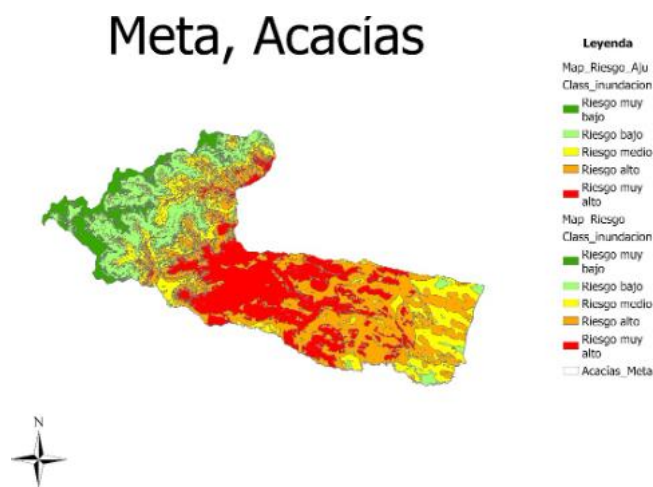 Meta, Acacías
Leyenda
Map_Riesgo_Aju
Class_inundacion
Riesgo muy
bajo
Riesgo bajo
Riesgo medio
Riesgo alto
Riesgo muy
alto
Map_Riesgo
Class_inundacion
Riesgo muy
bajo
Riesgo bajo
Riesgo medio
Riesgo alto
Riesgo muy
alto
Acacias_Meta
N